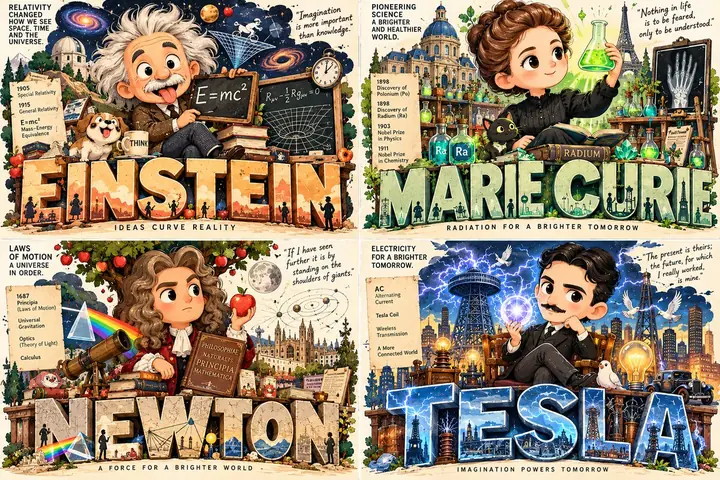 RELATIVITY
CHANGED
HOW WE SEE
SPACE, TIME
AND THE
UNIVERSE.
"Imagination
is more important
than knowledge."
1905
Special Relativity
1915
General Relativity
E=mc²
Mass-Energy
Equivalence
THINK
E=mc²
EINSTEIN
IDEAS CURVE REALITY
PIONEERING
SCIENCE
A BRIGHTER
AND HEALTHIER
WORLD.
"Nothing in life
is to be feared,
only to be understood."
1898
Discovery of
Polonium (Po)
1898
Discovery of
Radium (Ra)
1903
Nobel Prize
in Physics
1911
Nobel Prize
in Chemistry
Ra
Ra
RADIUM
MARIE CURIE
RADIATION FOR A BRIGHTER TOMORROW
LAWS
OF MOTION
A UNIVERSE
IN ORDER.
"If I have seen
further it is by
standing on the
shoulders of giants."
1687
Principia
(Laws of Motion)
Universal
Gravitation
Optics
(Theory of Light)
Calculus
PHILOSOPHIÆ
NATURALIS
PRINCIPIA
MATHEMATICA
NEWTON
A FORCE FOR A BRIGHTER WORLD
ELECTRICITY
FOR A BRIGHTER
TOMORROW.
"The present is theirs;
the future, for which
I really worked,
is mine."
AC
Alternating
Current
Tesla Coil
Wireless
Transmission
A More
Connected World
TESLA
IMAGINATION POWERS TOMORROW